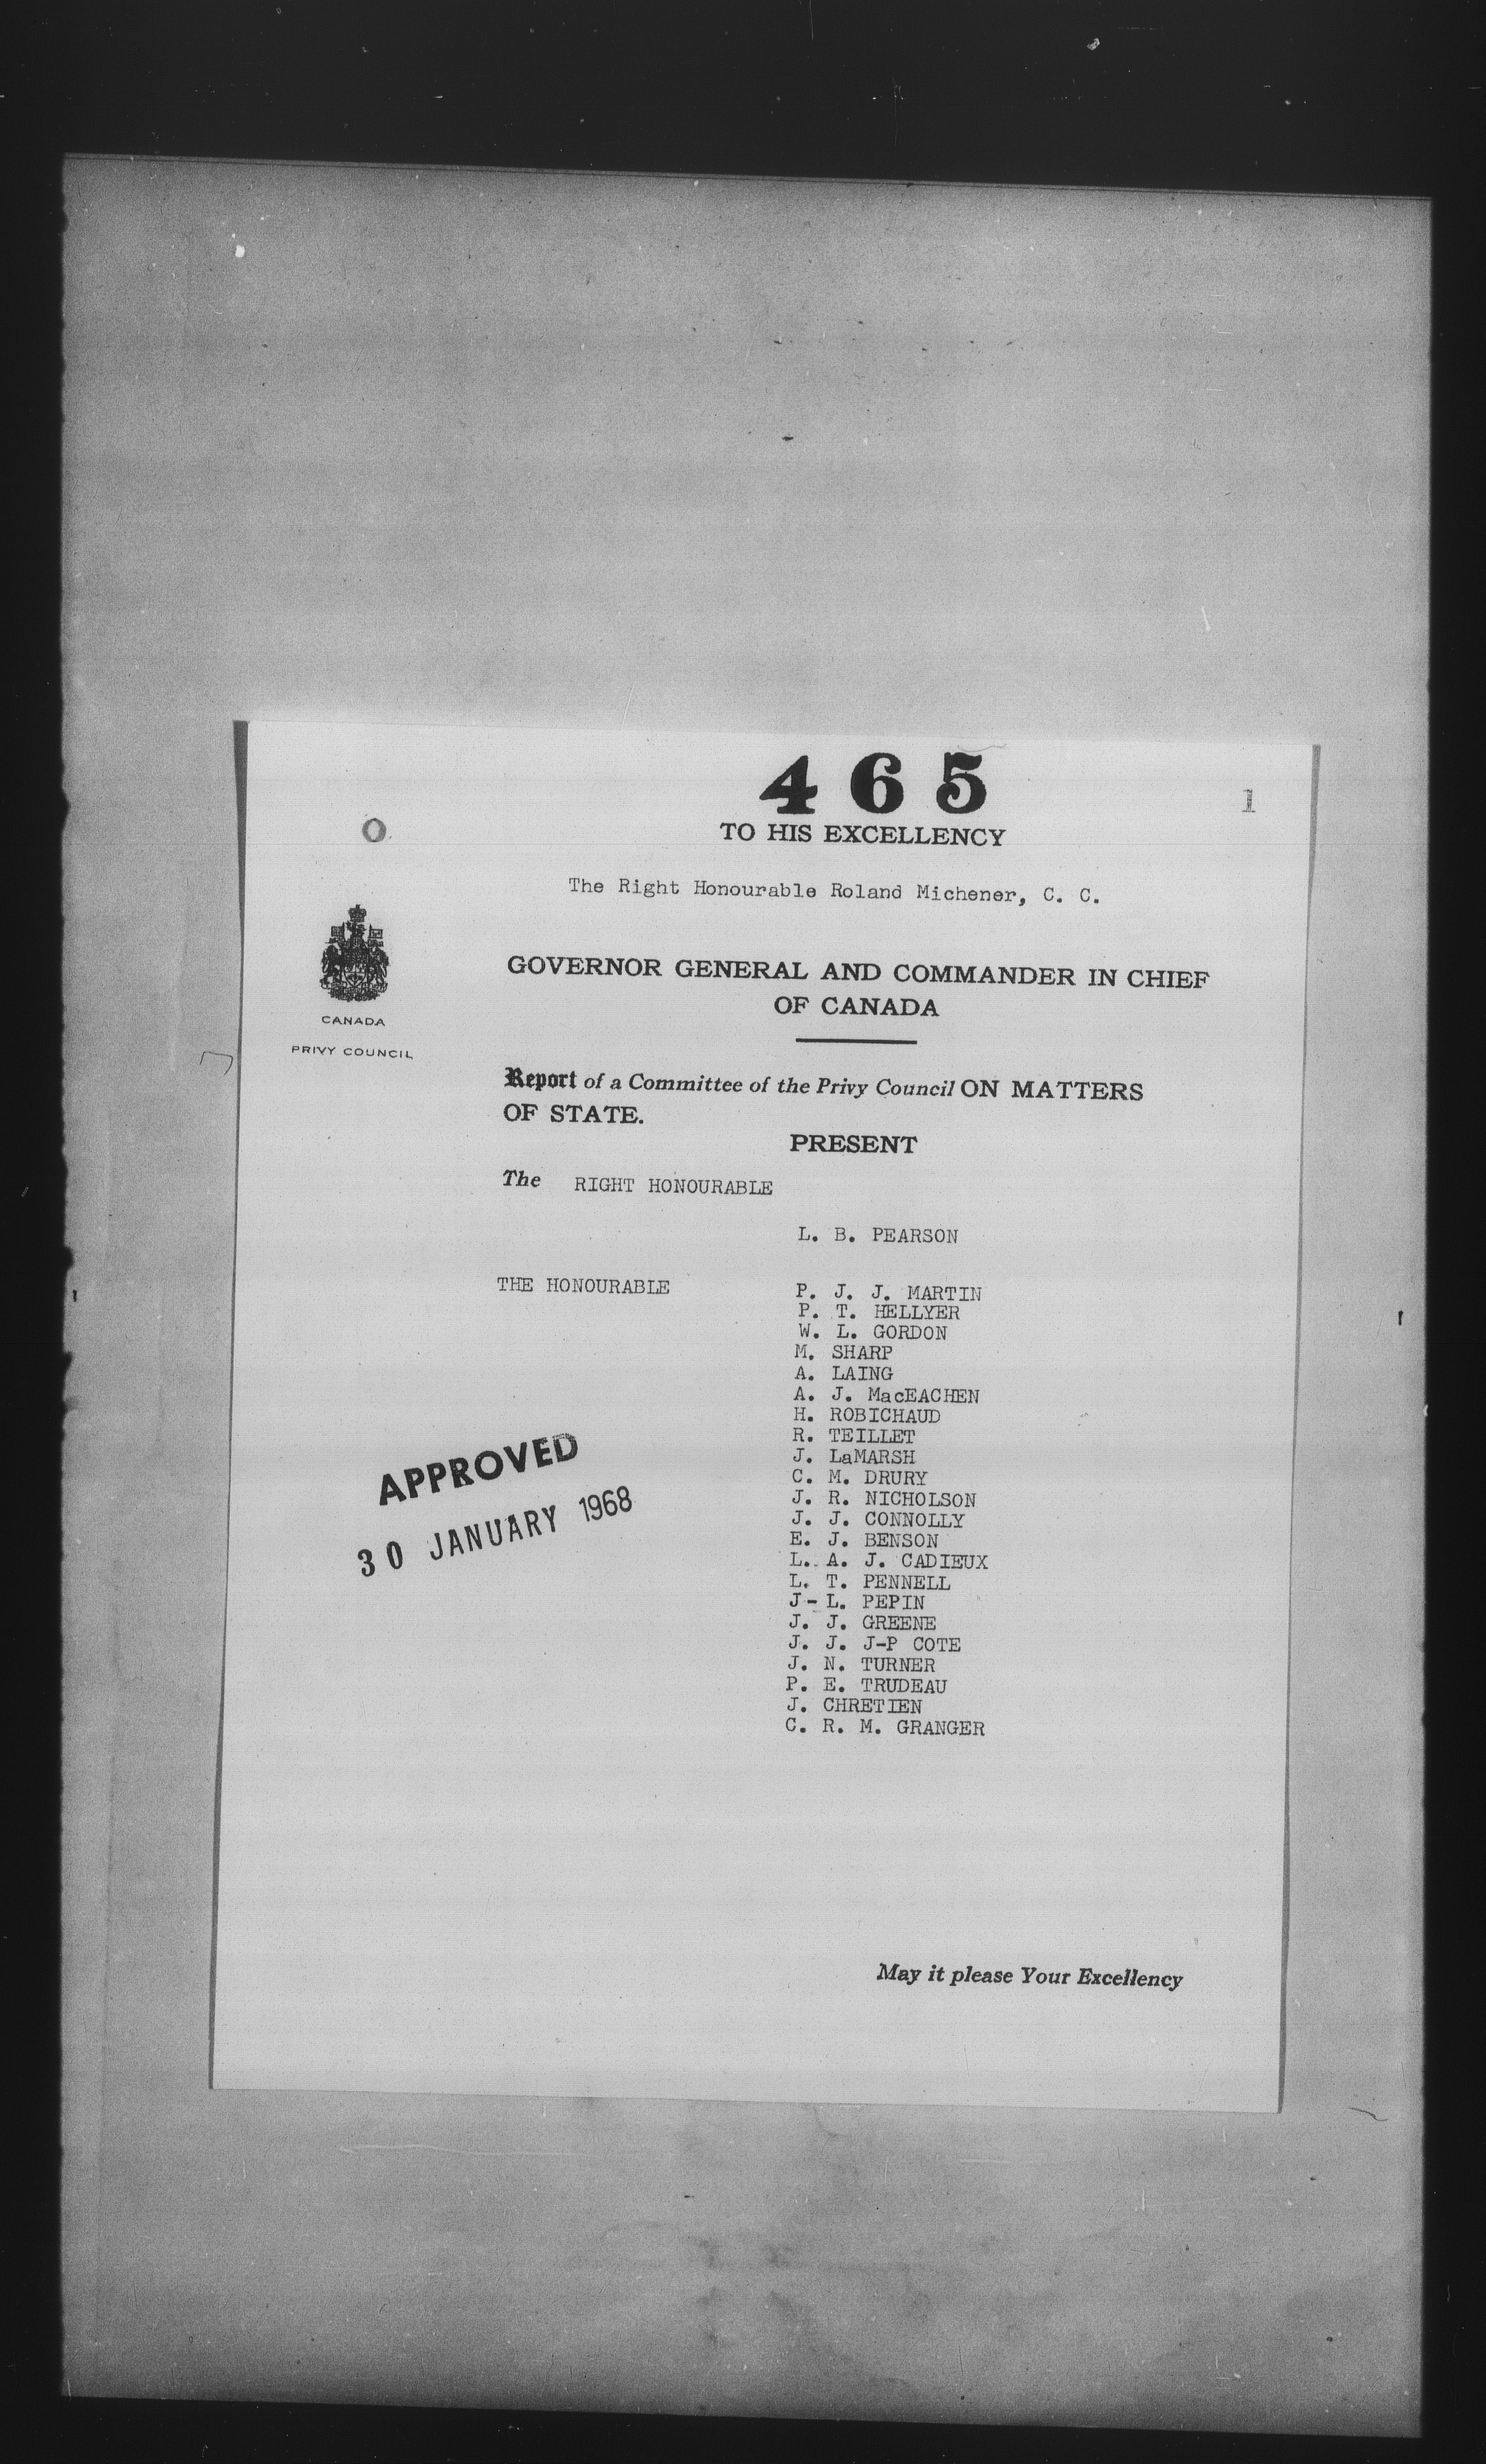 465
1
O
TO HIS EXCELLENCY
The Right Honourable Roland Michener, C. C.
GOVERNOR GENERAL AND COMMANDER IN CHIEF
OF CANADA
CANADA
PRIVY COUNCIL
Report of a Committee of the Privy Council ON MATTERS
OF STATE.
PRESENT
The RIGHT HONOURABLE
L. B. PEARSON
THE HONOURABLE P. J. J. MARTIN
P. T. HELLYER
W. L. GORDON
M. SHARP
A. LAING
A. J. MacEACHEN
H. ROBICHAUD
R. TEILLET
J. LaMARSH
C. M. DRURY
J. R. NICHOLSON
J. J. CONNOLLY
E. J. BENSON
L. A. J. CADIEUX
L. T. PENNELL
J-L. PEPIN
J. J. GREENE
J. J. J-P COTE
J. N. TURNER
P. E. TRUDEAU
J. CHRETIEN
C. R. M. GRANGER
APPROVED
30 JANUARY 1968
May it please Your Excellency